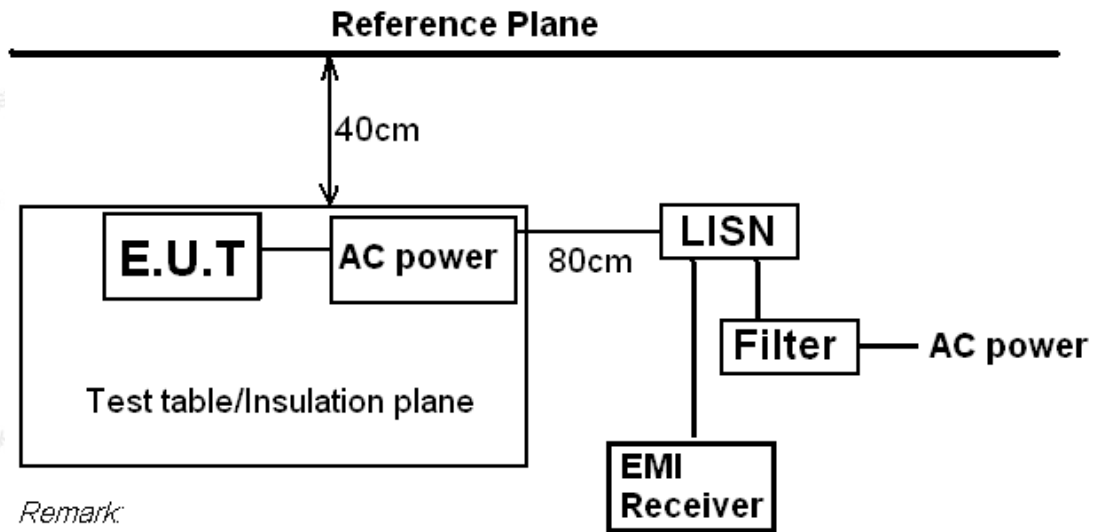 Reference Plane
40cm
E.U.T
AC power
80cm
LISN
Filter
AC power
Test table/Insulation plane
EMI
Receiver
Remark: